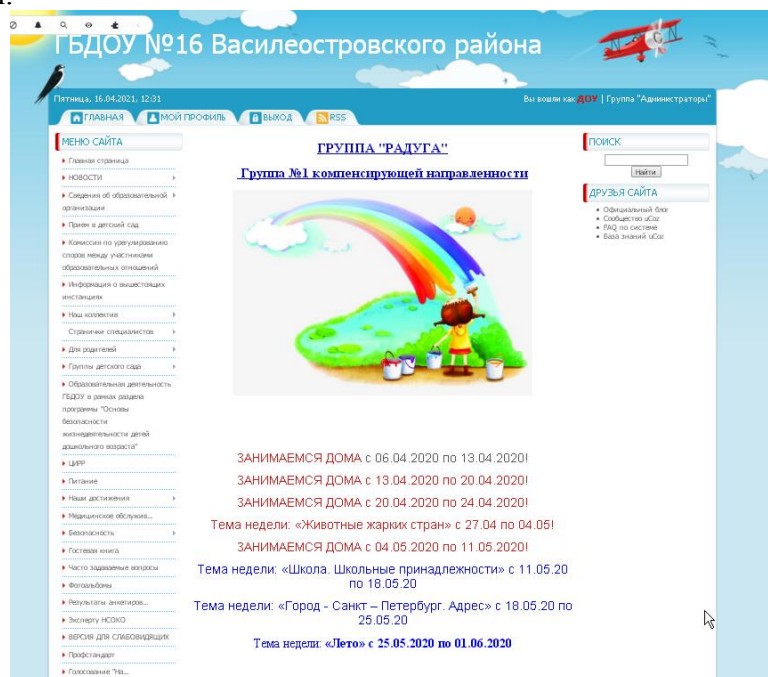 ГБДОУ №16 Василеостровского района
Пятница, 16.04.2021, 12:31
Вы вошли как ДОУ | Группа "Администраторы"
ГЛАВНАЯ
МОЙ ПРОФИЛЬ
ВЫХОД
RSS
МЕНЮ САЙТА
Главная страница
НОВОСТИ
Сведения об образовательной
организации
Прием в детский сад
Комиссия по урегулированию
споров между участниками
образовательных отношений
Информация о вышестоящих
инстанциях
Наш коллектив
Странички специалистов
Для родителей
Группы детского сада
Образовательная деятельность
ГБДОУ в рамках раздела
программы "Основы
безопасности
жизнедеятельности детей
дошкольного возраста"
ЦИРР
Питание
Наши достижения
Медицинское обслужив...
Безопасность
Гостевая книга
Часто задаваемые вопросы
Фотоальбомы
Результаты анкетиров...
Эксперту НСОКО
ВЕРСИЯ ДЛЯ СЛАБОВИДЯЩИХ
Профстандарт
Голосование "На...
ГРУППА "РАДУГА"
Группа №1 компенсирующей направленности
ЗАНИМАЕМСЯ ДОМА с 06.04.2020 по 13.04.2020!
ЗАНИМАЕМСЯ ДОМА с 13.04.2020 по 20.04.2020!
ЗАНИМАЕМСЯ ДОМА с 20.04.2020 по 24.04.2020!
Тема недели: «Животные жарких стран» с 27.04 по 04.05!
ЗАНИМАЕМСЯ ДОМА с 04.05.2020 по 11.05.2020!
Тема недели: «Школа. Школьные принадлежности» с 11.05.20
по 18.05.20
Тема недели: «Город - Санкт – Петербург. Адрес» с 18.05.20 по
25.05.20
Тема недели: «Лето» с 25.05.2020 по 01.06.2020
ПОИСК
Найти
ДРУЗЬЯ САЙТА
Официальный блог
Сообщество uCoz
FAQ по системе
База знаний uCoz